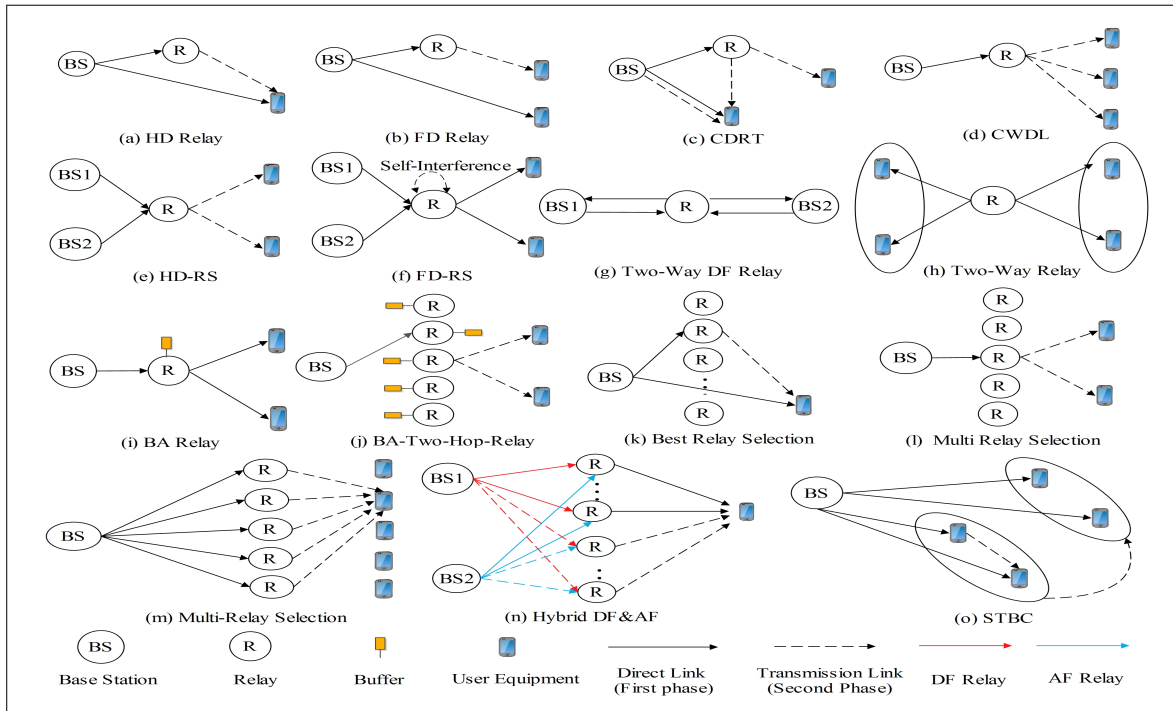 BS
R
(a) HD Relay
BS
R
(b) FD Relay
BS
R
(c) CDRT
BS
R
(d) CWDL
BS1
BS2
R
(e) HD-RS
Self-Interference
BS1
BS2
R
(f) FD-RS
BS1
R
BS2
(g) Two-Way DF Relay
R
(h) Two-Way Relay
BS
R
(i) BA Relay
BS
R
R
R
R
R
(j) BA-Two-Hop-Relay
BS
R
R
R
R
(k) Best Relay Selection
BS
R
R
R
R
R
(l) Multi Relay Selection
BS
R
R
R
R
R
(m) Multi-Relay Selection
BS1
BS2
R
R
R
R
(n) Hybrid DF&AF
BS
(o) STBC
BS
Base Station
R
Relay
Buffer
User Equipment
Direct Link
(First phase)
Transmission Link
(Second Phase)
DF Relay
AF Relay